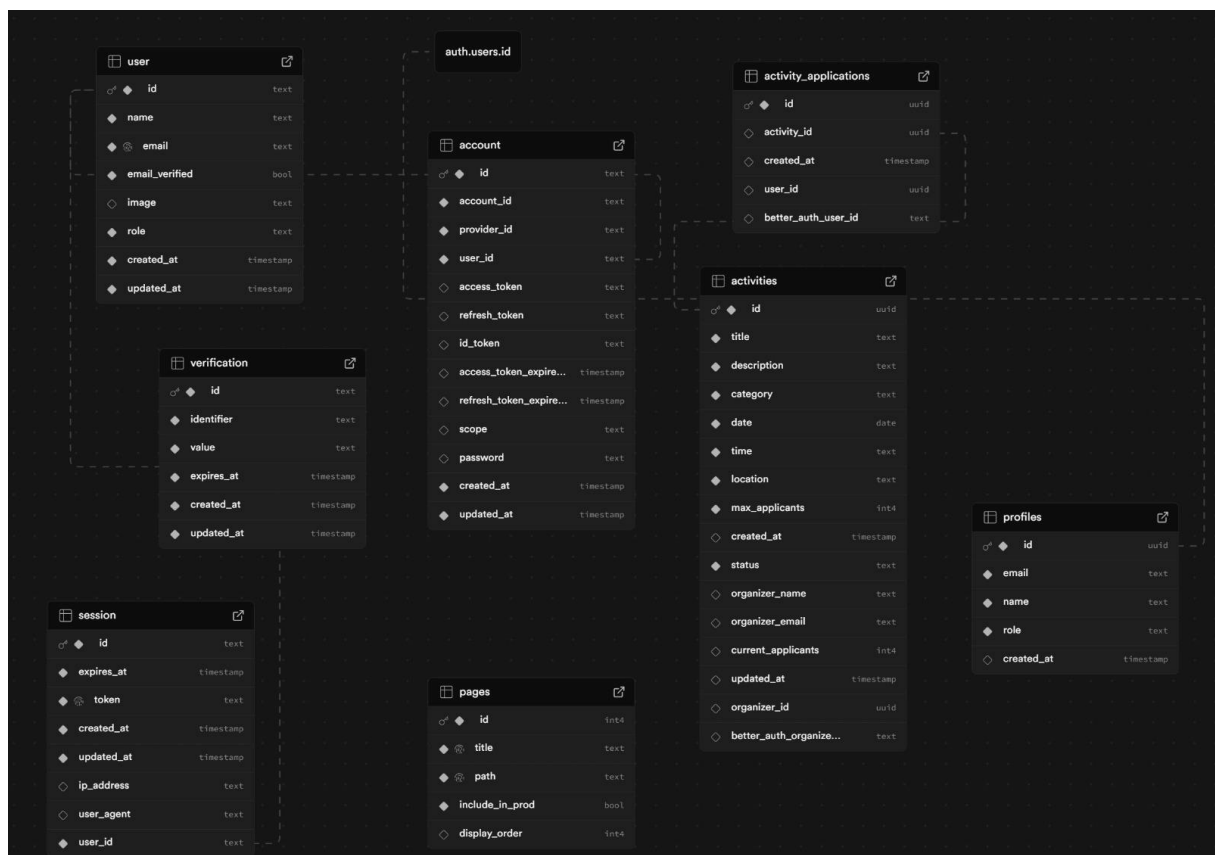 user
id text
name text
email text
email_verified bool
image text
role text
created_at timestamp
updated_at timestamp
auth.users.id
account
id text
account_id text
provider_id text
user_id text
access_token text
refresh_token text
id_token text
access_token_expire... timestamp
refresh_token_expire... timestamp
scope text
password text
created_at timestamp
updated_at timestamp
activity_applications
id uuid
activity_id uuid
created_at timestamp
user_id uuid
better_auth_user_id text
activities
id uuid
title text
description text
category text
date date
time text
location text
max_applicants int4
created_at timestamp
status text
organizer_name text
organizer_email text
current_applicants int4
updated_at timestamp
organizer_id uuid
better_auth_organize... text
verification
id text
identifier text
value text
expires_at timestamp
created_at timestamp
updated_at timestamp
profiles
id uuid
email text
name text
role text
created_at timestamp
session
id text
expires_at timestamp
token text
created_at timestamp
updated_at timestamp
ip_address text
user_agent text
user_id text
pages
id int4
title text
path text
include_in_prod bool
display_order int4